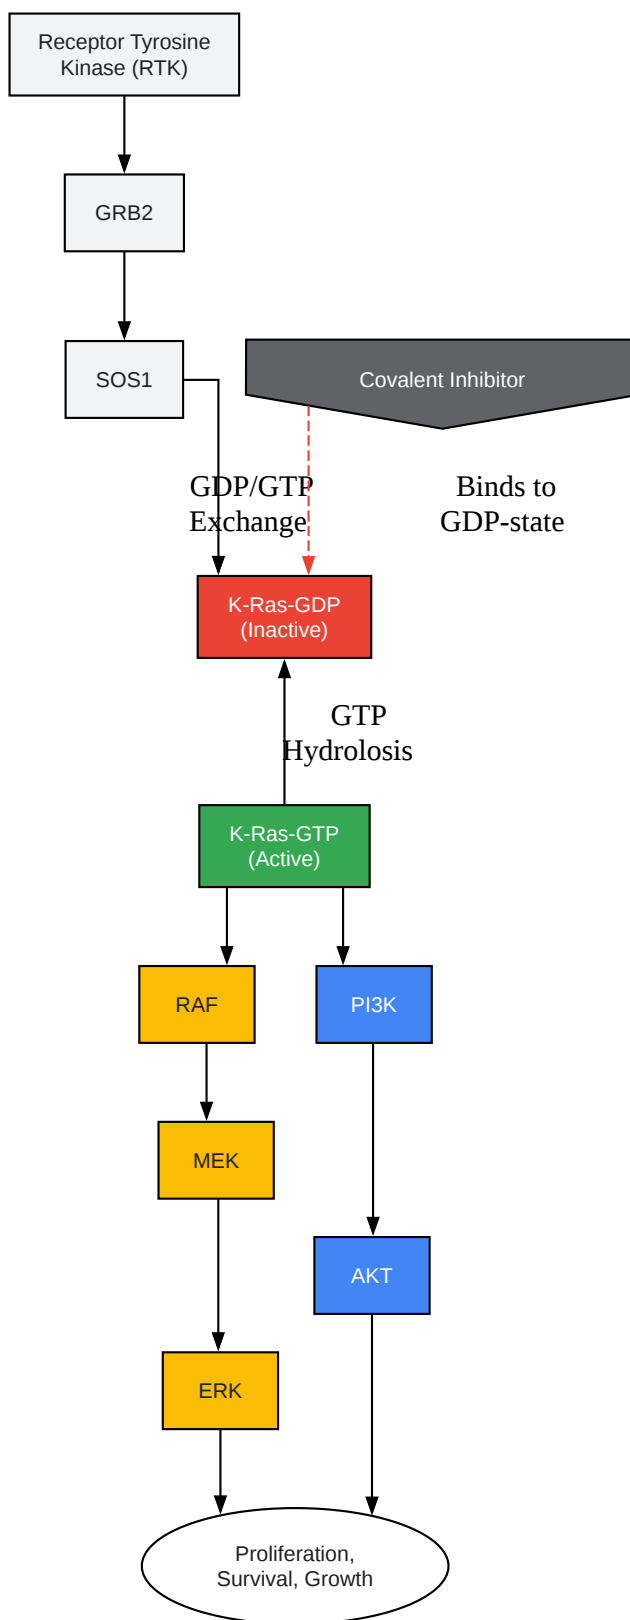 Receptor Tyrosine
Kinase (RTK)
GRB2
SOS1
Covalent Inhibitor
GDP/GTP
Exchange
Binds to
GDP-state
K-Ras-GDP
(Inactive)
GTP
Hydrolosis
K-Ras-GTP
(Active)
RAF
PI3K
MEK
AKT
ERK
Proliferation,
Survival, Growth